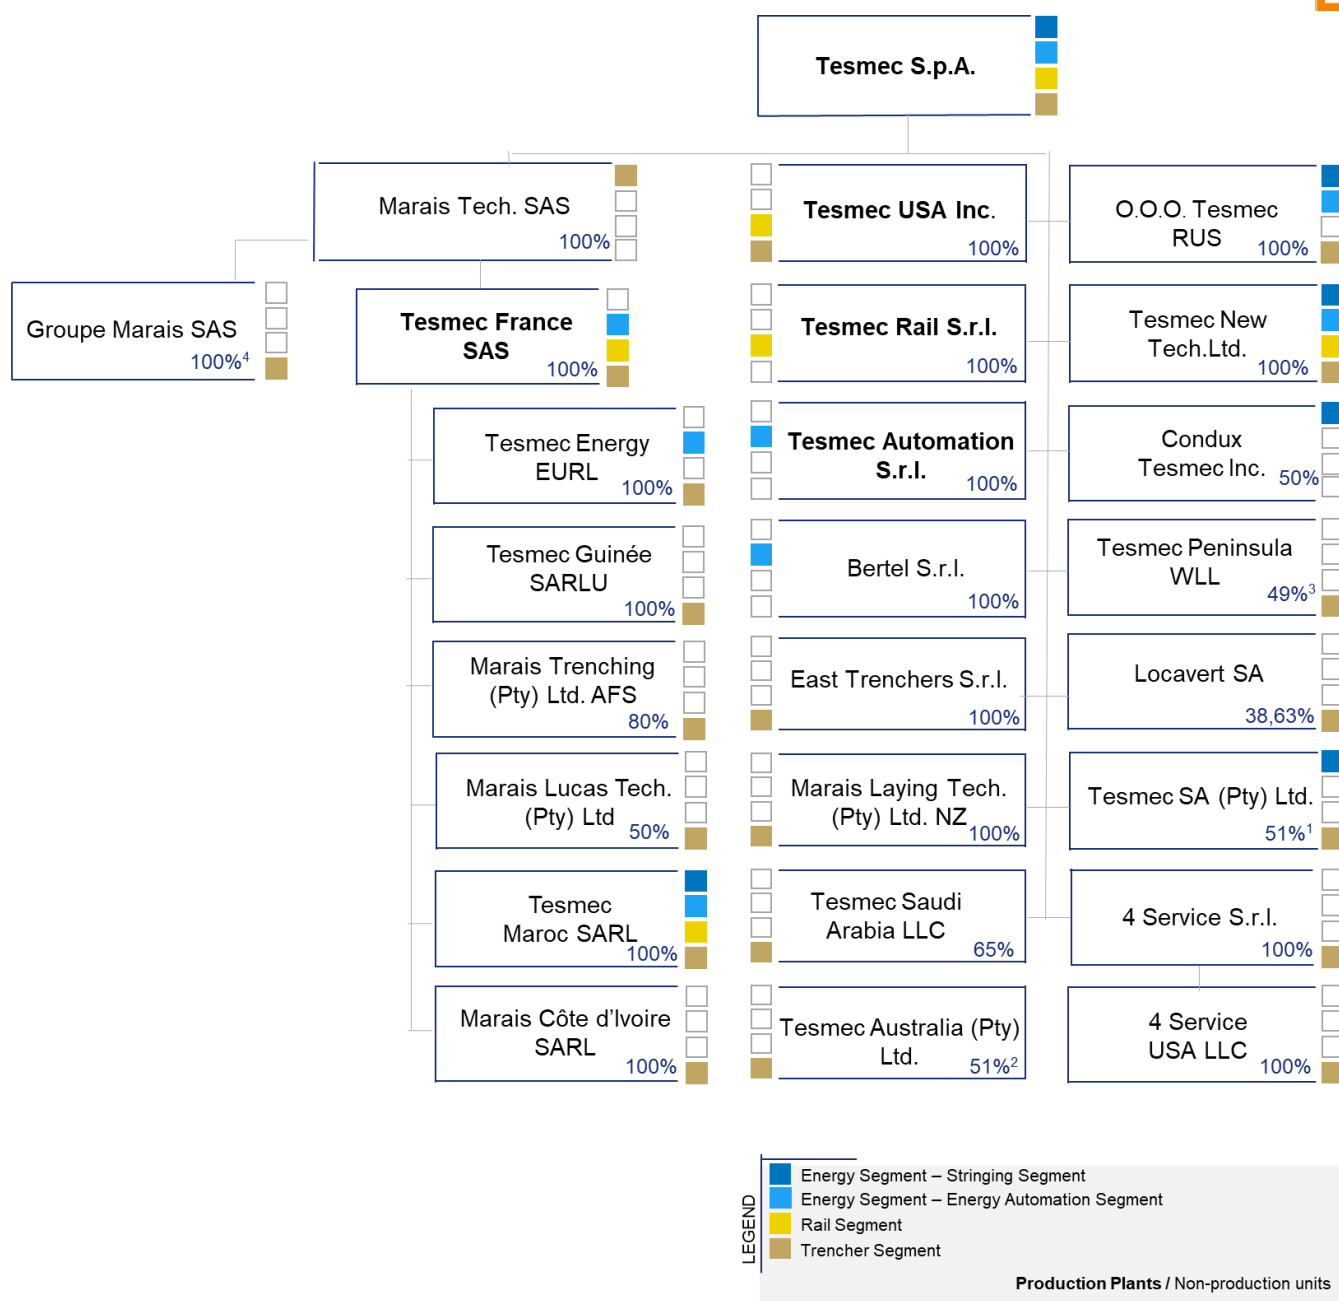 Tesmec S.p.A.
Marais Tech. SAS
100%
Groupe Marais SAS
100%4
Tesmec France
SAS
100%
Tesmec Energy
EURL
100%
Tesmec Guinée
SARLU
100%
Marais Trenching
(Pty) Ltd. AFS
80%
Marais Lucas Tech.
(Pty) Ltd
50%
Tesmec
Maroc SARL
100%
Marais Côte d'Ivoire
SARL
100%
Tesmec USA Inc.
100%
Tesmec Rail S.r.l.
100%
Tesmec Automation
S.r.l.
100%
Bertel S.r.l.
100%
East Trenchers S.r.l.
100%
Marais Laying Tech.
(Pty) Ltd. NZ
100%
Tesmec Saudi
Arabia LLC
65%
Tesmec Australia (Pty)
Ltd.
51%2
O.O.O. Tesmec
RUS
100%
Tesmec New
Tech.Ltd.
100%
Condux
Tesmec Inc.
50%
Tesmec Peninsula
WLL
49%3
Locavert SA
38,63%
Tesmec SA (Pty) Ltd.
51%1
4 Service S.r.l.
100%
4 Service
USA LLC
100%
LEGEND
Energy Segment – Stringing Segment
Energy Segment – Energy Automation Segment
Rail Segment
Trencher Segment
Production Plants / Non-production units